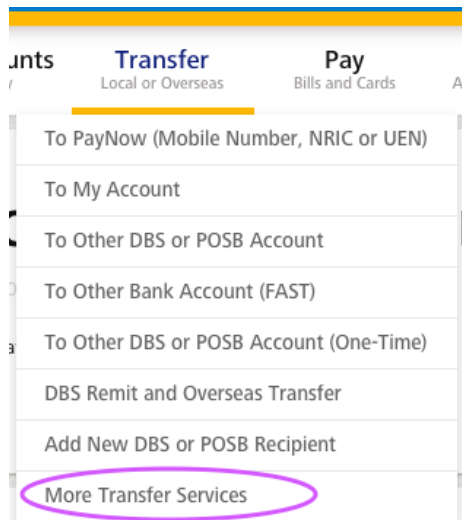 Transfer
Pay
Local or Overseas
Bills and Cards
To PayNow (Mobile Number, NRIC or UEN)
To My Account
To Other DBS or POSB Account
To Other Bank Account (FAST)
To Other DBS or POSB Account (One-Time)
DBS Remit and Overseas Transfer
Add New DBS or POSB Recipient
More Transfer Services